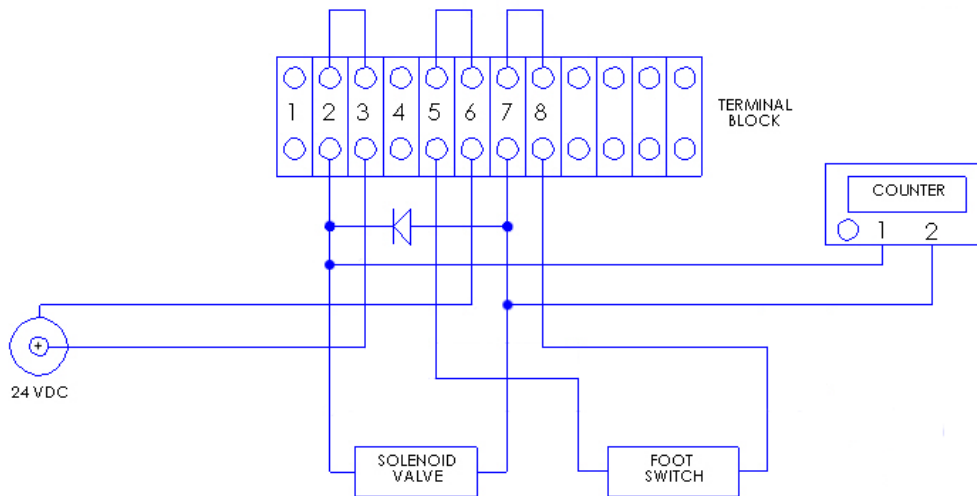 1 2 3 4 5 6 7 8
TERMINAL
BLOCK
COUNTER
1 2
+
24 VDC
SOLENOID
VALVE
FOOT
SWITCH